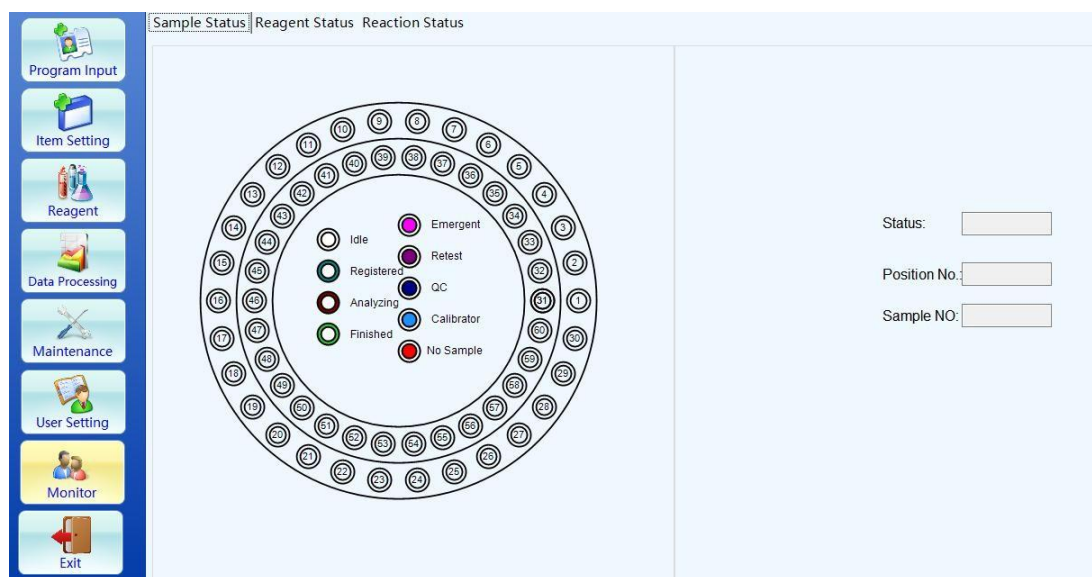 Sample Status Reagent Status Reaction Status
Program Input
Item Setting
Reagent
Data Processing
Maintenance
User Setting
Monitor
Exit
1
2
3
4
5
6
7
8
9
10
11
12
13
14
15
16
17
18
19
20
21
22
23
24
25
26
27
28
29
30
31
32
33
34
35
36
37
38
39
40
41
42
43
44
45
46
47
48
49
50
51
52
53
54
55
56
57
58
59
60
Idle
Registered
Analyzing
Finished
Emergent
Retest
QC
Calibrator
No Sample
Status:
Position No.:
Sample NO: